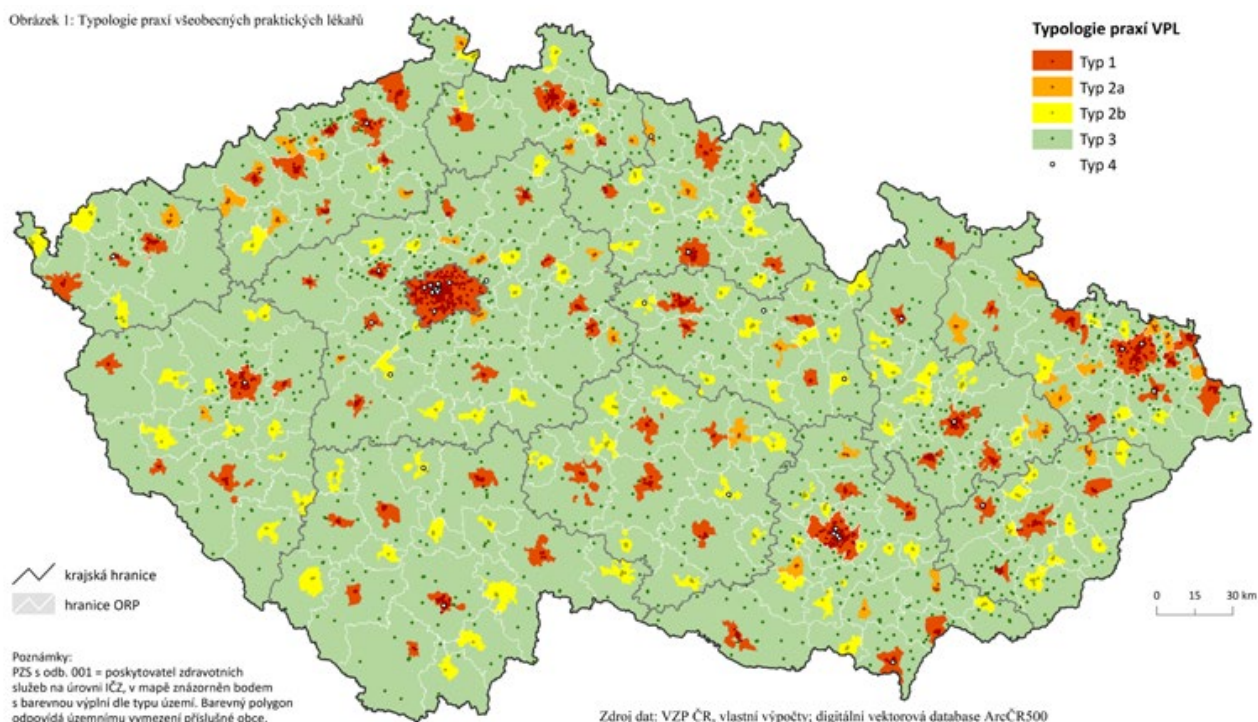 Obrázek 1: Typologie praxí všeobecných praktických lékařů
Typologie praxí VPL
Typ 1
Typ 2a
Typ 2b
Typ 3
Typ 4
krajská hranice
hranice ORP
0 15 30 km
Poznámky:
PZS s odb. 001 = poskytovatel zdravotních
služeb na úrovni IČZ, v mapě znázorněn bodem
s barevnou výplní dle typu území. Barevný polygon
odpovídá územnímu vymezení příslušné obce.
Zdroj dat: VZP ČR, vlastní výpočty; digitální vektorová database ArcČR500